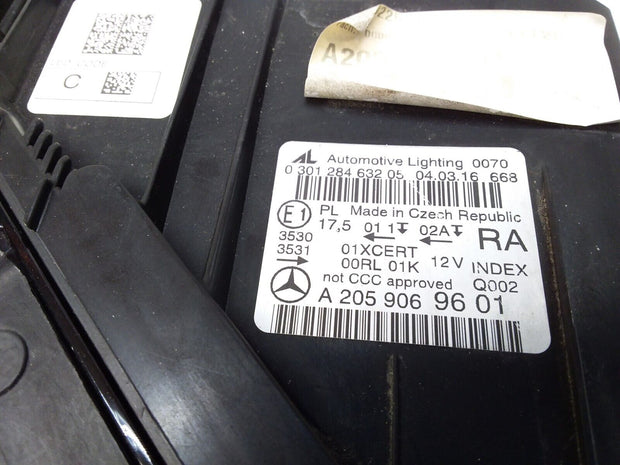 C
A205
AL Automotive Lighting 0070
0 301 284 632 05 04.03.16 668
E1 PL Made in Czech Republic
17,5 01 1 02A RA
3530
3531 01XCERT
00RL 01K 12V INDEX
not CCC approved Q002
A 205 906 96 01